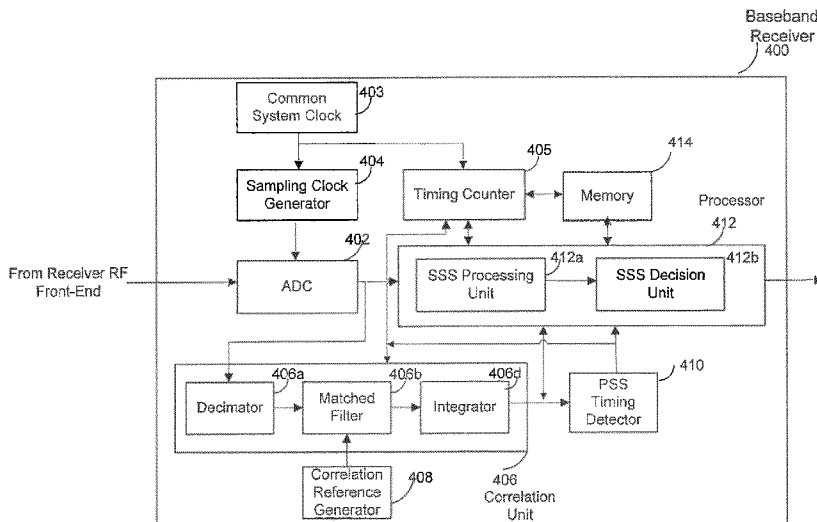 Baseband
Receiver
400
403
Common
System Clock
404
Sampling Clock
Generator
405
Timing Counter
414
Memory
Processor
412
402
ADC
From Receiver RF
Front-End
412a
SSS Processing
Unit
412b
SSS Decision
Unit
406a
Decimator
406b
Matched
Filter
406d
Integrator
410
PSS
Timing
Detector
Correlation
Reference
Generator
408
406
Correlation
Unit